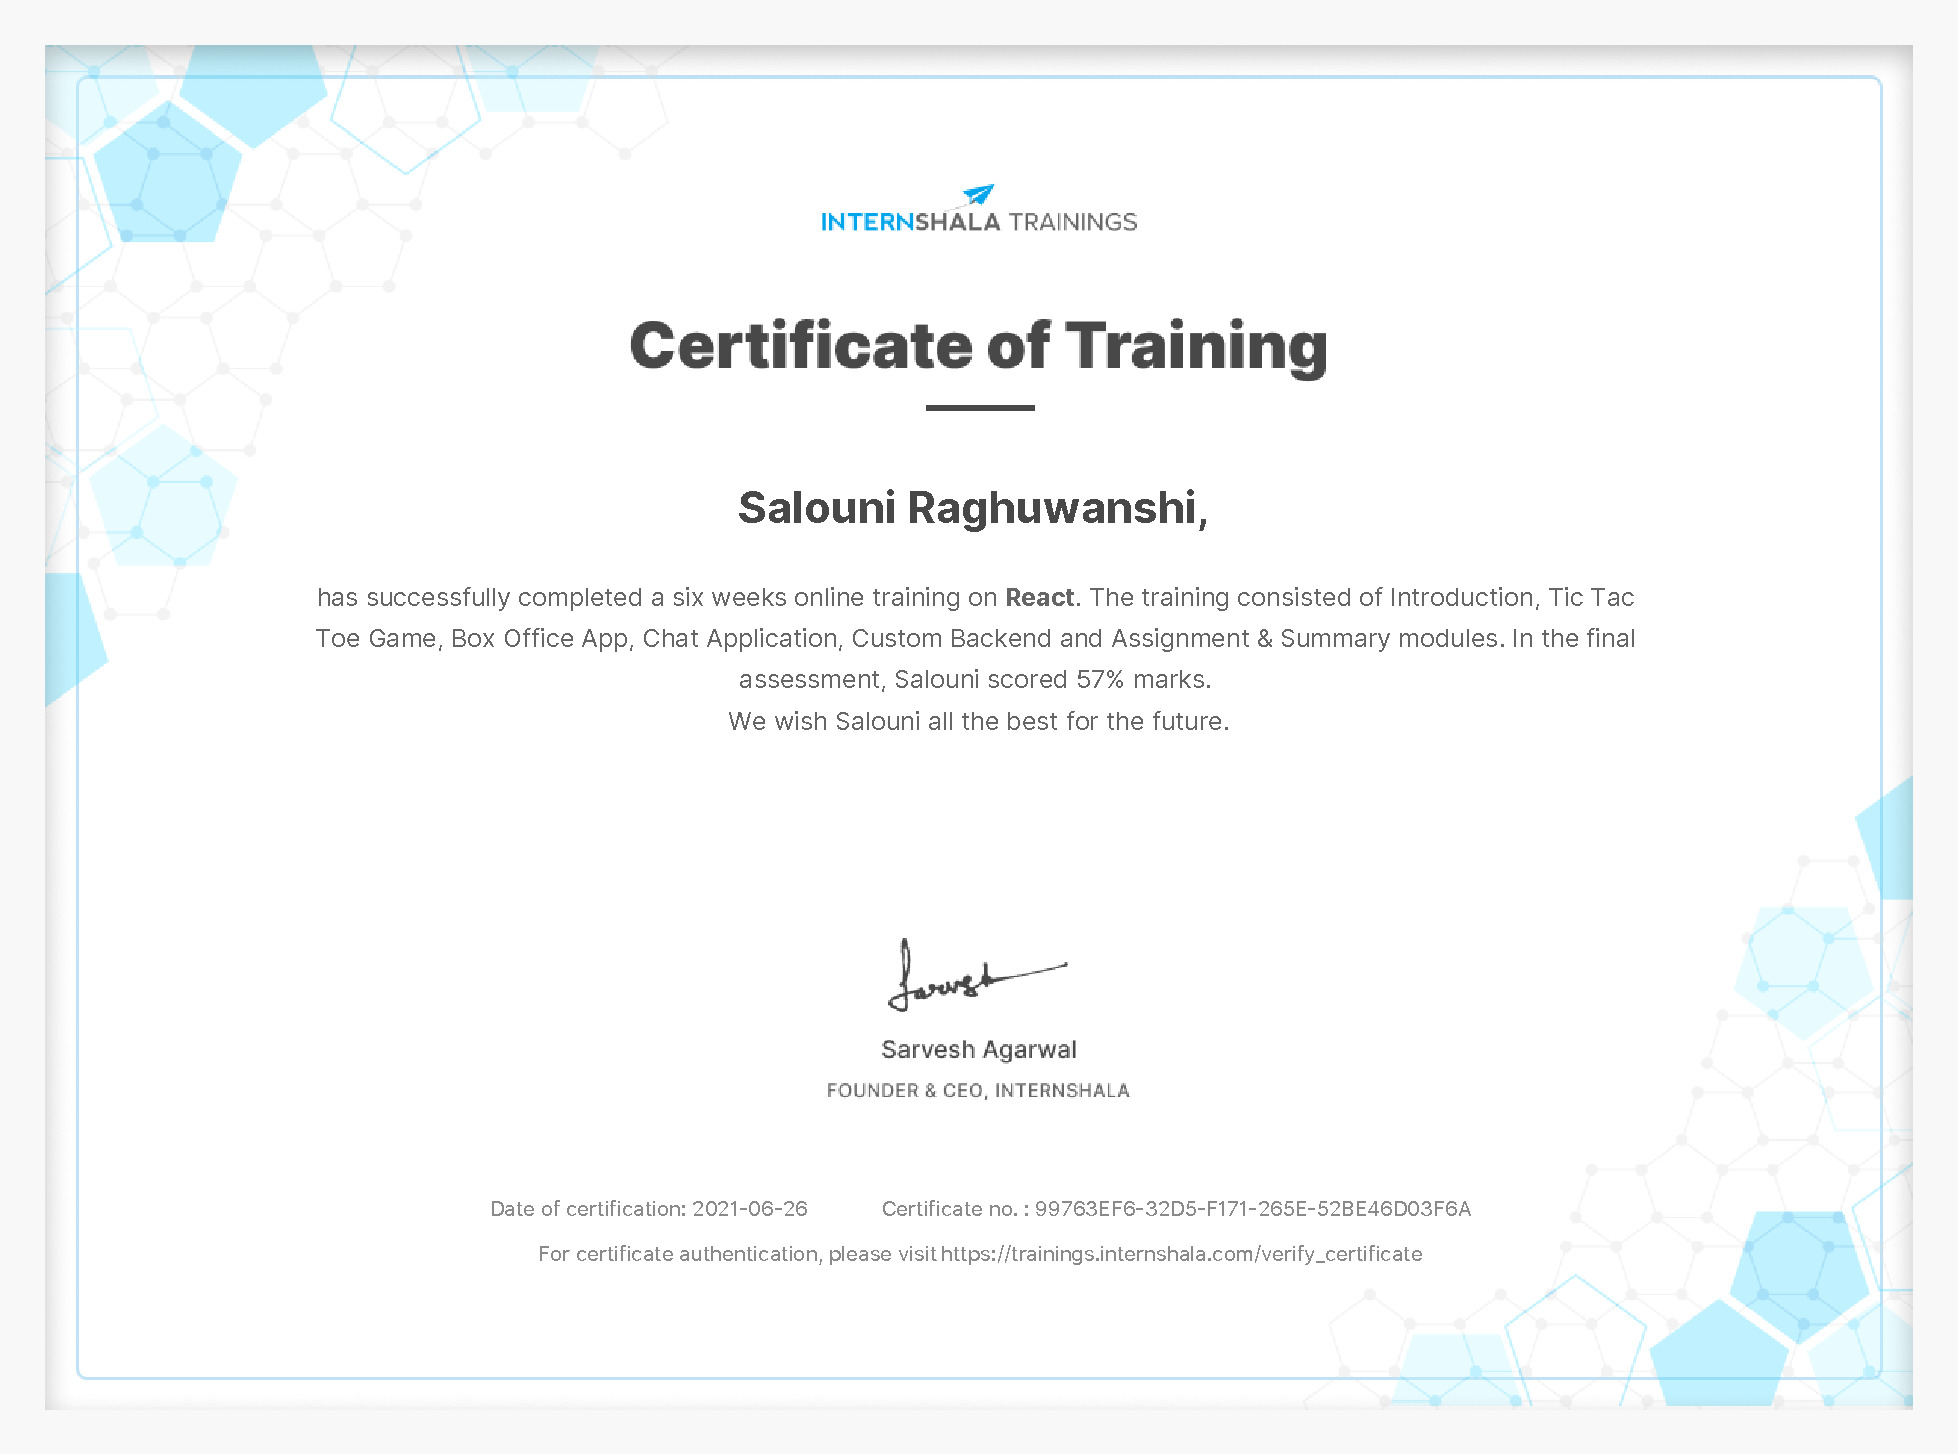 INTERNSHALA TRAININGS
Certificate of Training
Salouni Raghuwanshi,
has successfully completed a six weeks online training on React. The training consisted of Introduction, Tic Tac
Toe Game, Box Office App, Chat Application, Custom Backend and Assignment & Summary modules. In the final
assessment, Salouni scored 57% marks.
We wish Salouni all the best for the future.
Sarvesh
Sarvesh Agarwal
FOUNDER & CEO, INTERNSHALA
Date of certification: 2021-06-26 Certificate no. : 99763EF6-32D5-F171-265E-52BE46D03F6A
For certificate authentication, please visit https://trainings.internshala.com/verify_certificate